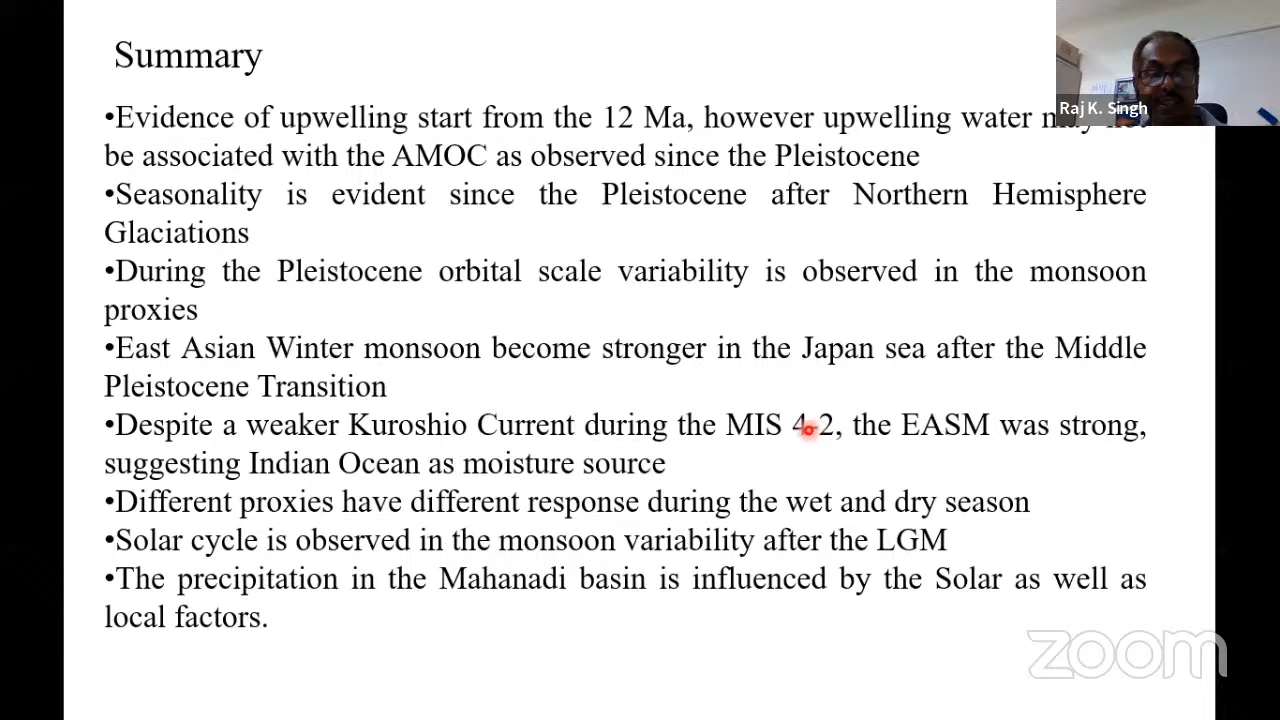 Summary
•Evidence of upwelling start from the 12 Ma, however upwelling water
be associated with the AMOC as observed since the Pleistocene
•Seasonality is evident since the Pleistocene after Northern Hemisphere
Glaciations
•During the Pleistocene orbital scale variability is observed in the monsoon
proxies
•East Asian Winter monsoon become stronger in the Japan sea after the Middle
Pleistocene Transition
•Despite a weaker Kuroshio Current during the MIS 4-2, the EASM was strong,
suggesting Indian Ocean as moisture source
•Different proxies have different response during the wet and dry season
•Solar cycle is observed in the monsoon variability after the LGM
•The precipitation in the Mahanadi basin is influenced by the Solar as well as
local factors.
Raj K. Singh
zoom